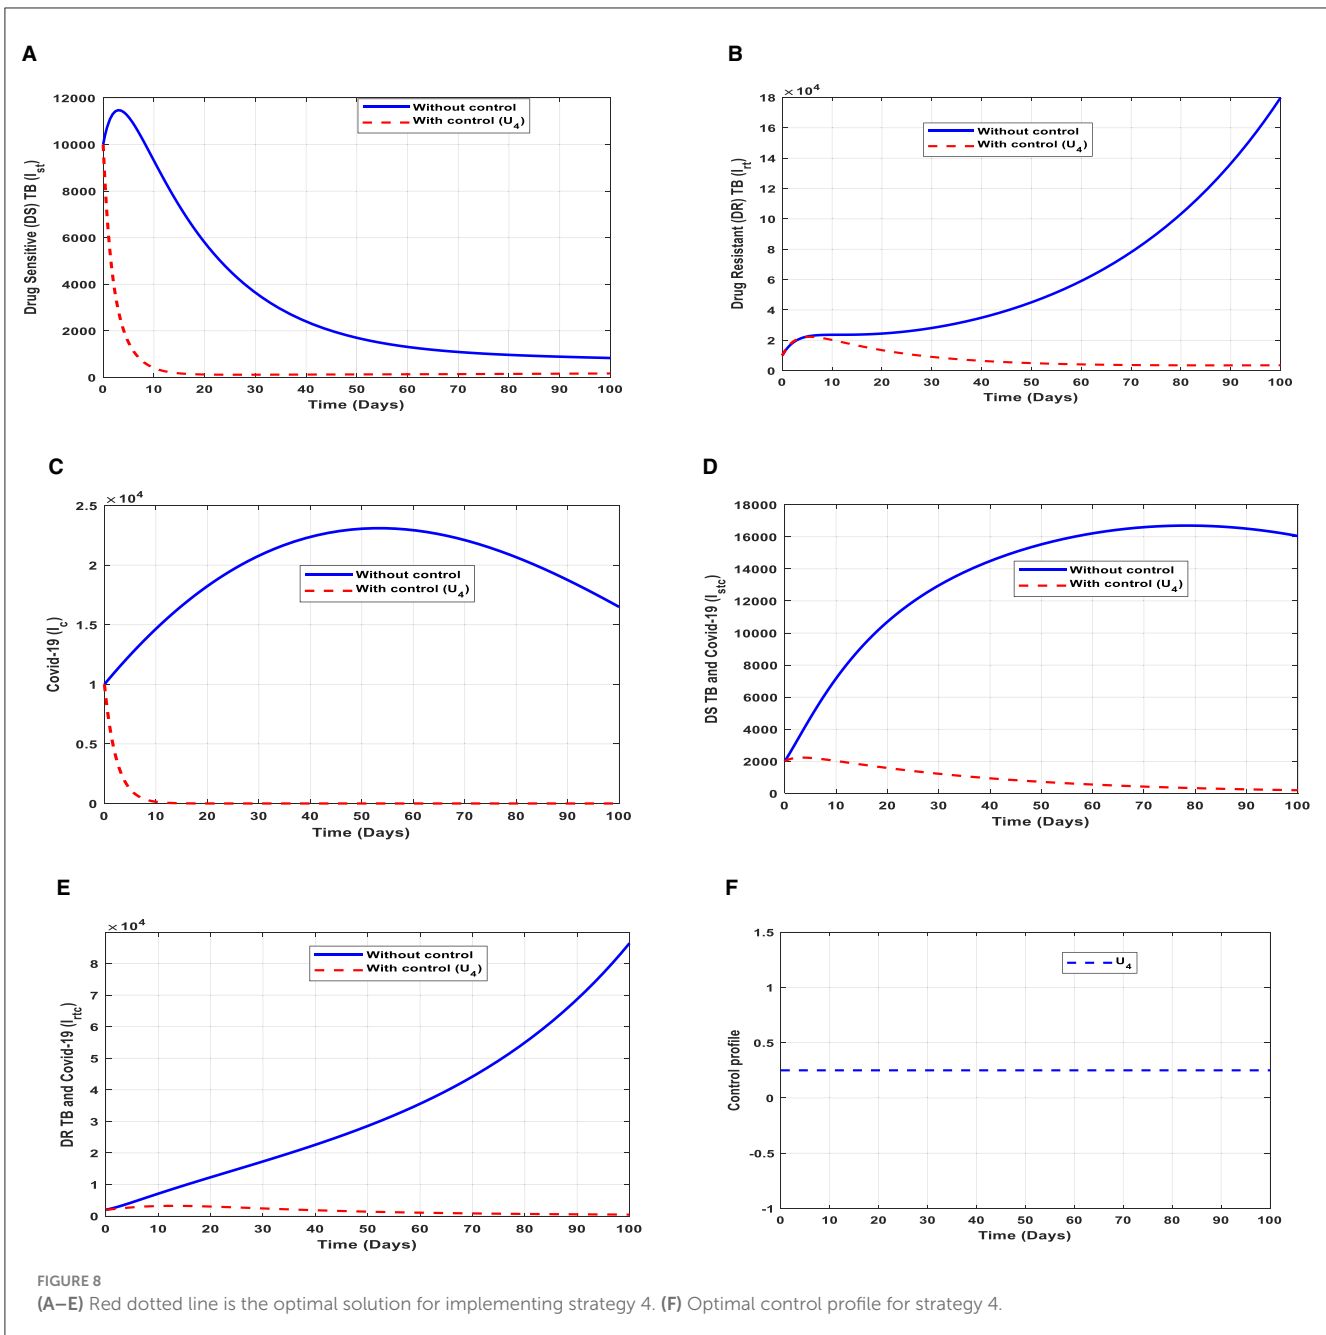 A
12000
10000
8000
6000
4000
2000
0
Drug Sensitive (DS) TB (I_st)
Without control
With control (U_4)
0 10 20 30 40 50 60 70 80 90 100
Time (Days)
B
×10^4
18
16
14
12
10
8
6
4
2
0
Drug Resistant (DR) TB (I_rt)
Without control
With control (U_4)
0 10 20 30 40 50 60 70 80 90 100
Time (Days)
C
×10^4
2.5
2
1.5
1
0.5
0
Covid-19 (I_c)
Without control
With control (U_4)
0 10 20 30 40 50 60 70 80 90 100
Time (Days)
D
18000
16000
14000
12000
10000
8000
6000
4000
2000
0
DS TB and Covid-19 (I_stc)
Without control
With control (U_4)
0 10 20 30 40 50 60 70 80 90 100
Time (Days)
E
×10^4
8
7
6
5
4
3
2
1
0
DR TB and Covid-19 (I_rtc)
Without control
With control (U_4)
0 10 20 30 40 50 60 70 80 90 100
Time (Days)
F
1.5
1
0.5
0
-0.5
-1
Control profile
U_4
0 10 20 30 40 50 60 70 80 90 100
Time (Days)
FIGURE 8
(A–E) Red dotted line is the optimal solution for implementing strategy 4. (F) Optimal control profile for strategy 4.